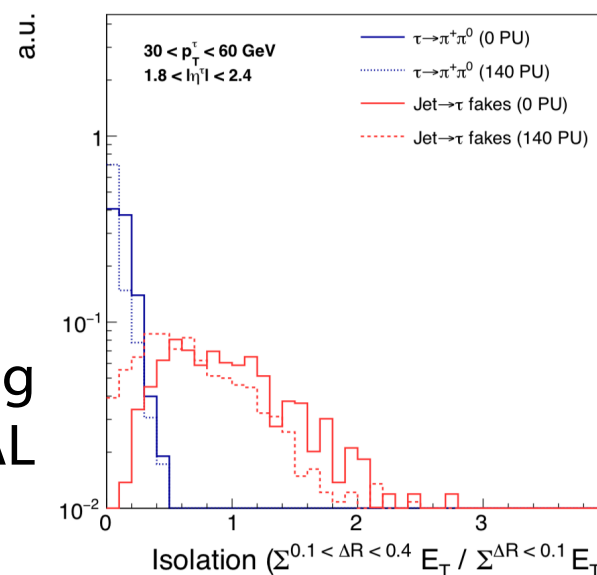 a.u.
30 < p_T^τ < 60 GeV
1.8 < |η^τ| < 2.4
τ→π⁺π⁰ (0 PU)
τ→π⁺π⁰ (140 PU)
Jet→τ fakes (0 PU)
Jet→τ fakes (140 PU)
1
10⁻¹
10⁻²
g
AL
0 1 2 3
Isolation (Σ^{0.1 < ΔR < 0.4} E_T / Σ^{ΔR < 0.1} E_T